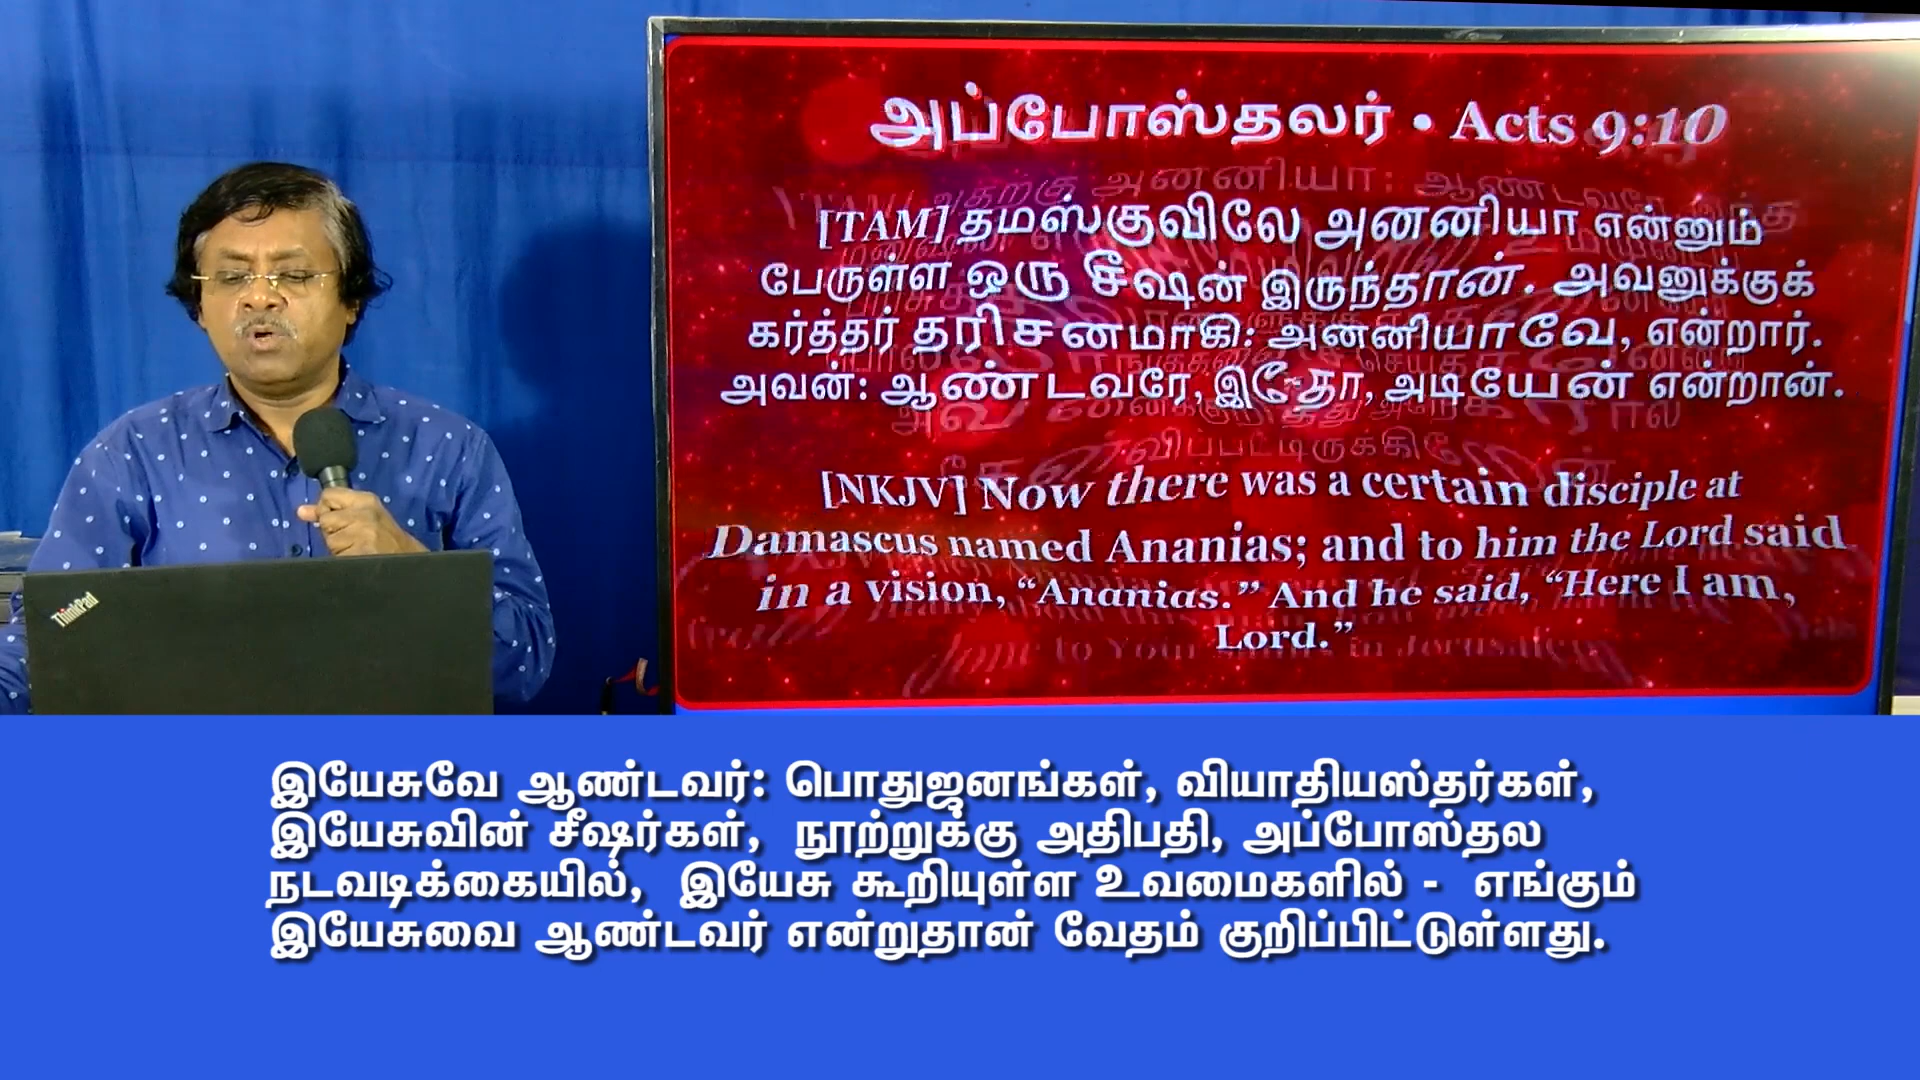 அப்போஸ்தலர் • Acts 9:10
[TAM] தமஸ்குவிலே அனனியா என்னும்
பேருள்ள ஒரு சீஷன் இருந்தான். அவனுக்குக்
கர்த்தர் தரிசனமாகி: அனனியாவே, என்றார்.
அவன்: ஆண்டவரே, இதோ, அடியேன் என்றான்.
[NKJV] Now there was a certain disciple at
Damascus named Ananias; and to him the Lord said
in a vision, “Ananias.” And he said, “Here I am,
Lord.”
ThinkPad
இயேசுவே ஆண்டவர்: பொதுஜனங்கள், வியாதியஸ்தர்கள்,
இயேசுவின் சீஷர்கள், நூற்றுக்கு அதிபதி, அப்போஸ்தல
நடவடிக்கையில், இயேசு கூறியுள்ள உவமைகளில் - எங்கும்
இயேசுவை ஆண்டவர் என்றுதான் வேதம் குறிப்பிட்டுள்ளது.